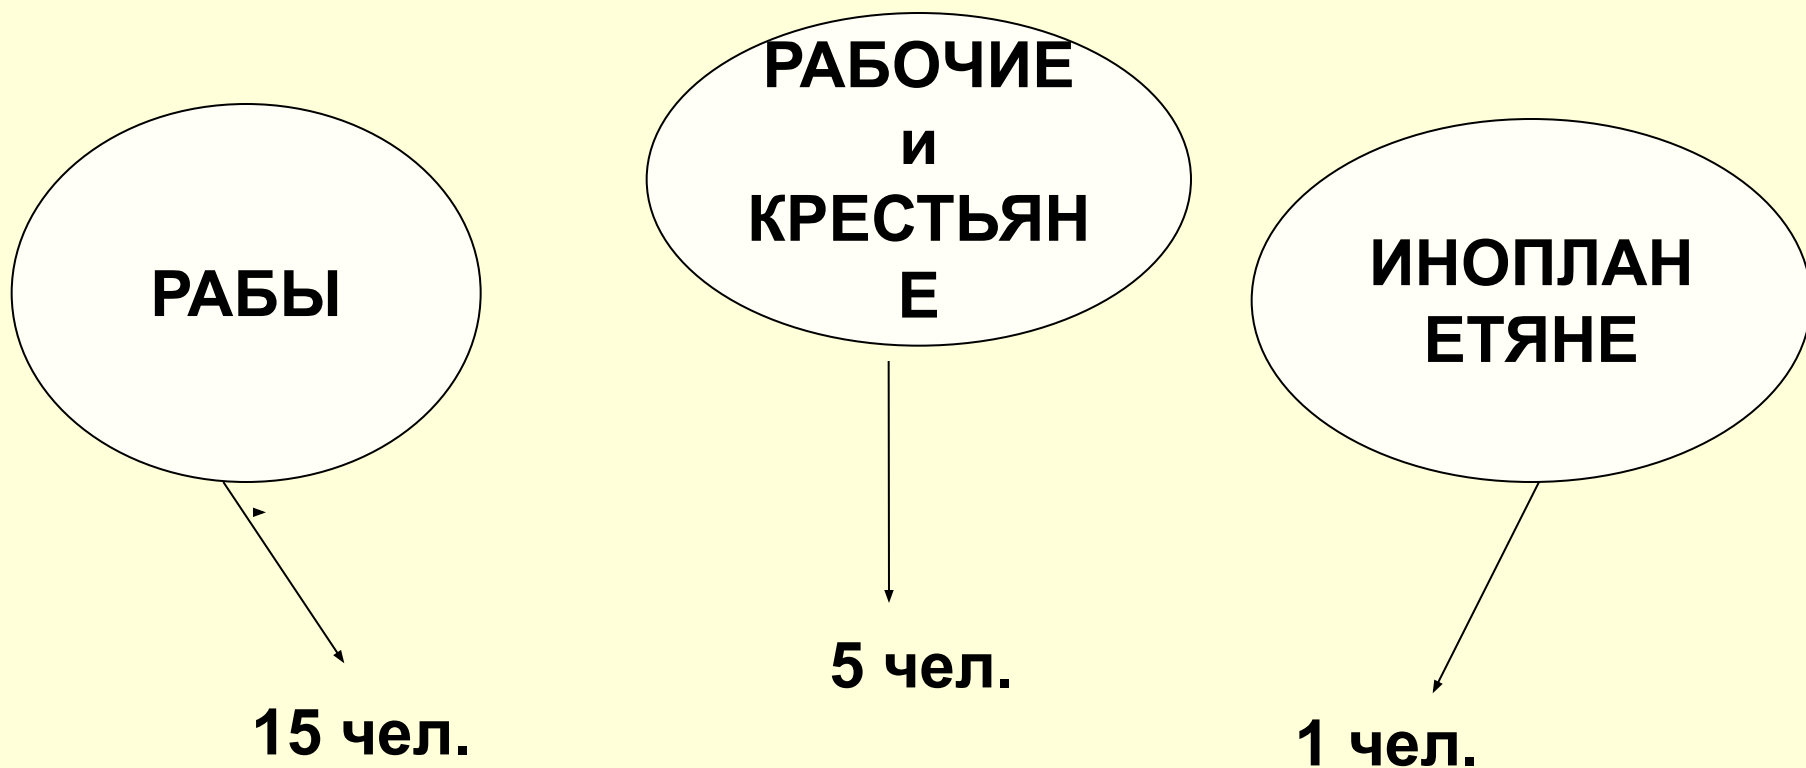 РАБЫ
РАБОЧИЕ
и
КРЕСТЬЯН
Е
ИНОПЛАН
ЕТЯНЕ
15 чел.
5 чел.
1 чел.